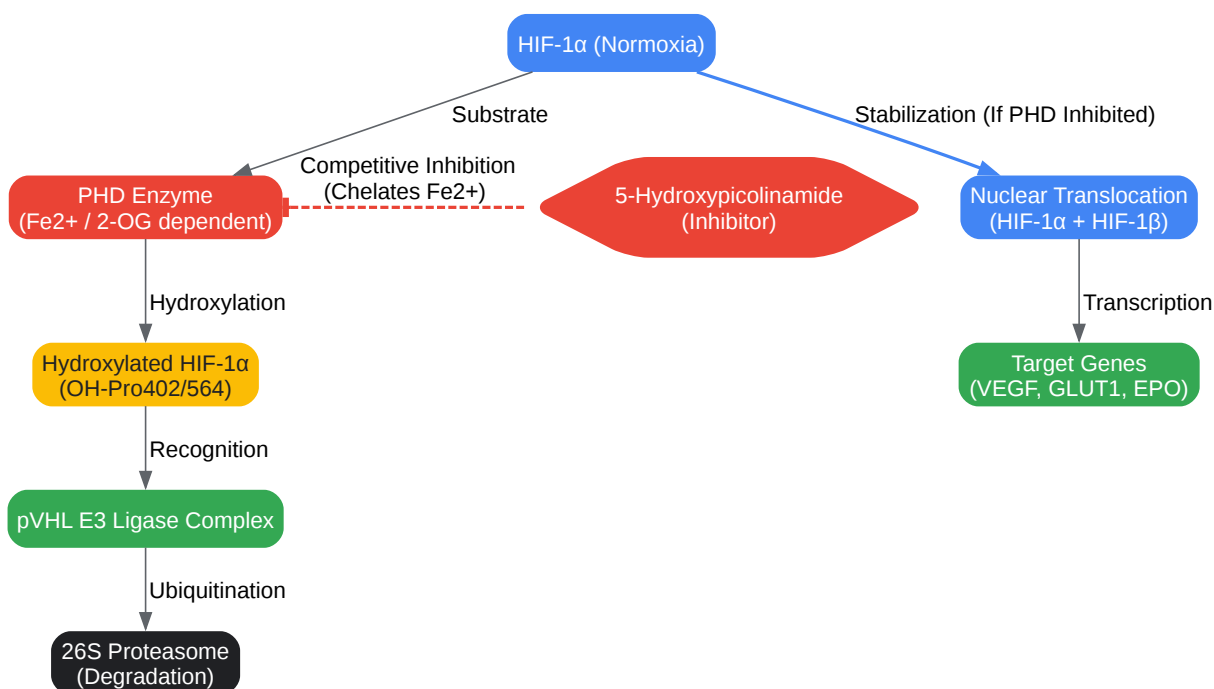 HIF-1α (Normoxia)
Substrate
Stabilization (If PHD Inhibited)
Competitive Inhibition
(Chelates Fe2+)
PHD Enzyme
(Fe2+ / 2-OG dependent)
5-Hydroxypicolinamide
(Inhibitor)
Nuclear Translocation
(HIF-1α + HIF-1β)
Hydroxylation
Transcription
Hydroxylated HIF-1α
(OH-Pro402/564)
Target Genes
(VEGF, GLUT1, EPO)
Recognition
pVHL E3 Ligase Complex
Ubiquitination
26S Proteasome
(Degradation)